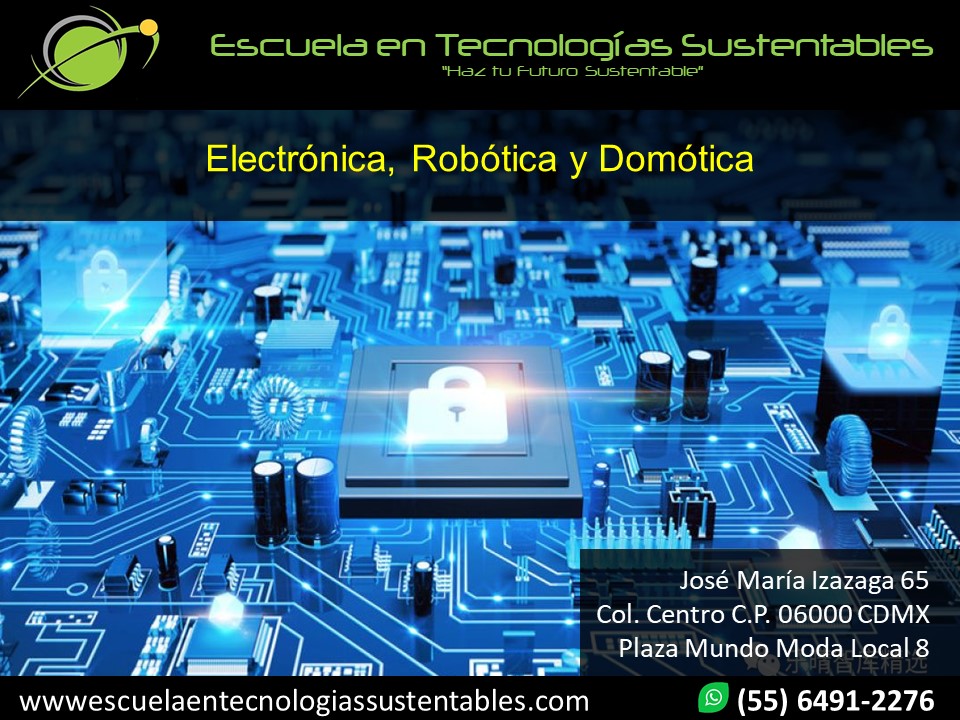 Escuela en Tecnologías Sustentables
"Haz tu Futuro Sustentable"
Electrónica, Robótica y Domótica
José María Izazaga 65
Col. Centro C.P. 06000 CDMX
Plaza Mundo Moda Local 8
wwwescuelaentecnologiassustentables.com
(55) 6491-2276